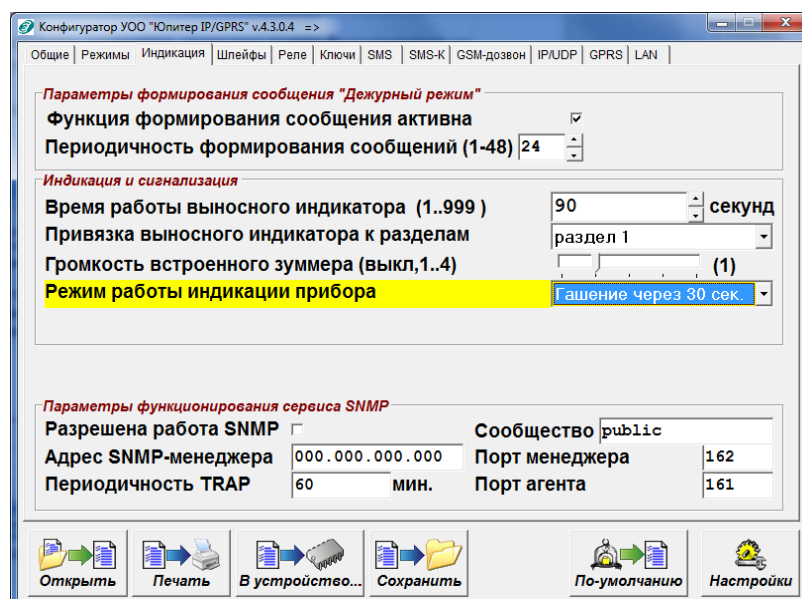 Конфигуратор УОО "Юпитер IP/GPRS" v.4.3.0.4 =>
Общие Режимы Индикация Шлейфы Реле Ключи SMS SMS-K GSM-дозвон IP/UDP GPRS LAN
Параметры формирования сообщения "Дежурный режим"
Функция формирования сообщения активна
Периодичность формирования сообщений (1-48) 24
Индикация и сигнализация
Время работы выносного индикатора (1..999 ) 90 секунд
Привязка выносного индикатора к разделам раздел 1
Громкость встроенного зуммера (выкл,1..4) (1)
Режим работы индикации прибора Гашение через 30 сек.
Параметры функционирования сервиса SNMP
Разрешена работа SNMP Сообщество public
Адрес SNMP-менеджера 000.000.000.000 Порт менеджера 162
Периодичность TRAP 60 мин. Порт агента 161
Открыть Печать В устройство... Сохранить По-умолчанию Настройки